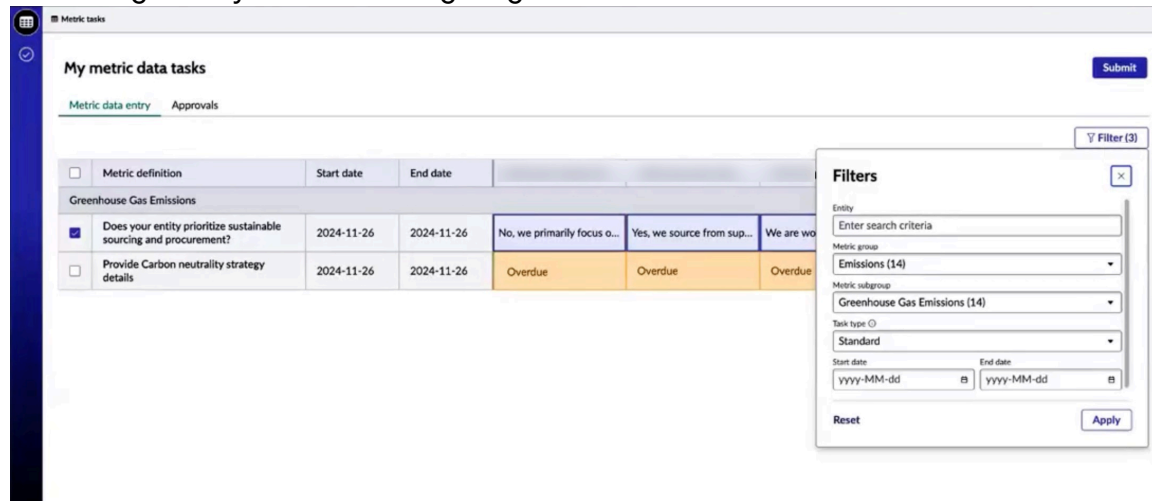 Metric tasks
My metric data tasks
Submit
Metric data entry Approvals
Filter (3)
Metric definition Start date End date
Greenhouse Gas Emissions
Does your entity prioritize sustainable
sourcing and procurement?
2024-11-26 2024-11-26 No, we primarily focus o... Yes, we source from sup... We are wo
Provide Carbon neutrality strategy
details
2024-11-26 2024-11-26 Overdue Overdue Overdue
Filters
Entity
Enter search criteria
Metric group
Emissions (14)
Metric subgroup
Greenhouse Gas Emissions (14)
Task type
Standard
Start date End date
yyyy-MM-dd yyyy-MM-dd
Reset Apply